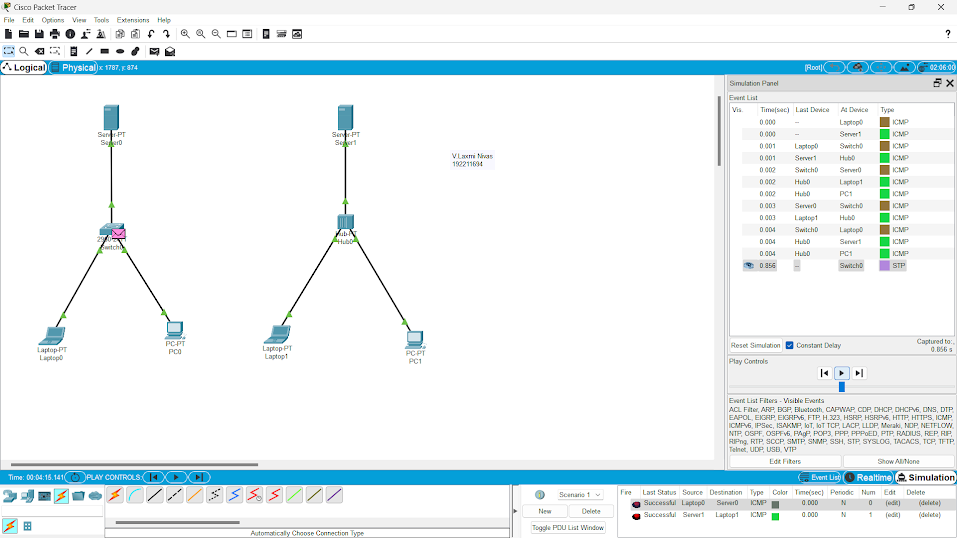 Cisco Packet Tracer
File Edit Options View Tools Extensions Help
?
Logical Physical x: 1787, y: 874 [Root] 02:06:00
Server-PT
Server0
Server-PT
Server1
V.Laxmi Nivas
192211694
Switch0
Hub-PT
Hub0
Laptop-PT
Laptop0
PC-PT
PC0
Laptop-PT
Laptop1
PC-PT
PC1
Simulation Panel
Event List
Vis. Time(sec) Last Device At Device Type
0.000 -- Laptop0 ICMP
0.000 -- Server1 ICMP
0.001 Laptop0 Switch0 ICMP
0.001 Server1 Hub0 ICMP
0.002 Switch0 Server0 ICMP
0.002 Hub0 Laptop1 ICMP
0.002 Hub0 PC1 ICMP
0.003 Server0 Switch0 ICMP
0.003 Laptop1 Hub0 ICMP
0.004 Switch0 Laptop0 ICMP
0.004 Hub0 Server1 ICMP
0.004 Hub0 PC1 ICMP
0.856 -- Switch0 STP
Reset Simulation Constant Delay Captured to:
0.856 s
Play Controls
Event List Filters - Visible Events
ACL Filter, ARP, BGP, Bluetooth, CAPWAP, CDP, DHCP, DHCPv6, DNS, DTP,
EAPOL, EIGRP, EIGRPv6, FTP, H.323, HSRP, HSRPv6, HTTP, HTTPS, ICMP,
ICMPv6, IPSec, ISAKMP, IoT, IoT TCP, LACP, LLDP, Meraki, NDP, NETFLOW,
NTP, OSPF, OSPFv6, PAgP, POP3, PPP, PPPoED, PTP, RADIUS, REP, RIP,
RIPng, RTP, SCCP, SMTP, SNMP, SSH, STP, SYSLOG, TACACS, TCP, TFTP,
Telnet, UDP, USB, VTP
Edit Filters Show All/None
Time: 00:04:15.141 PLAY CONTROLS: Event List Realtime Simulation
Automatically Choose Connection Type
Scenario 1
New Delete
Toggle PDU List Window
Fire Last Status Source Destination Type Color Time(sec) Periodic Num Edit Delete
Successful Laptop0 Server0 ICMP 0.000 N 0 (edit) (delete)
Successful Server1 Laptop1 ICMP 0.000 N 1 (edit) (delete)